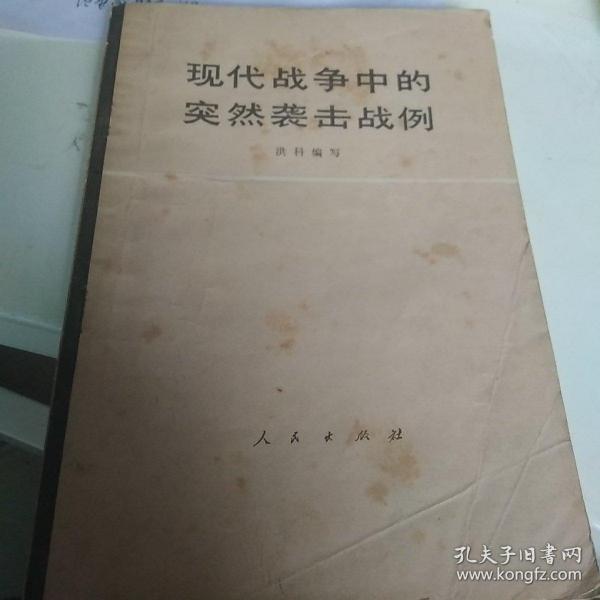 现代战争中的
突然袭击战例
洪科编写
人民出版社
孔夫子旧书网
www.kongfz.com